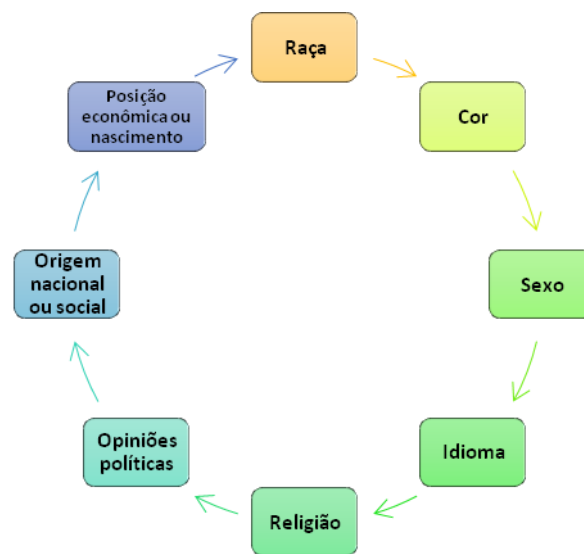 Raça
Cor
Sexo
Idioma
Religião
Opiniões
políticas
Origem
nacional
ou social
Posição
econômica ou
nascimento